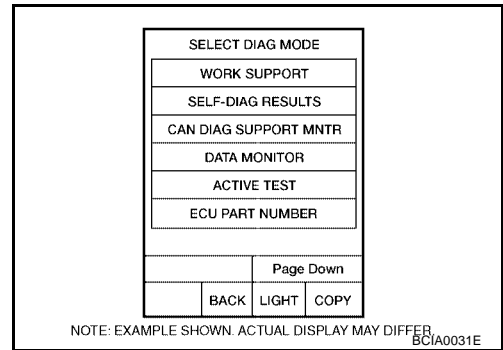 SELECT DIAG MODE
WORK SUPPORT
SELF-DIAG RESULTS
CAN DIAG SUPPORT MNTR
DATA MONITOR
ACTIVE TEST
ECU PART NUMBER
Page Down
BACK LIGHT COPY
NOTE: EXAMPLE SHOWN. ACTUAL DISPLAY MAY DIFFER.
BCIA0031E